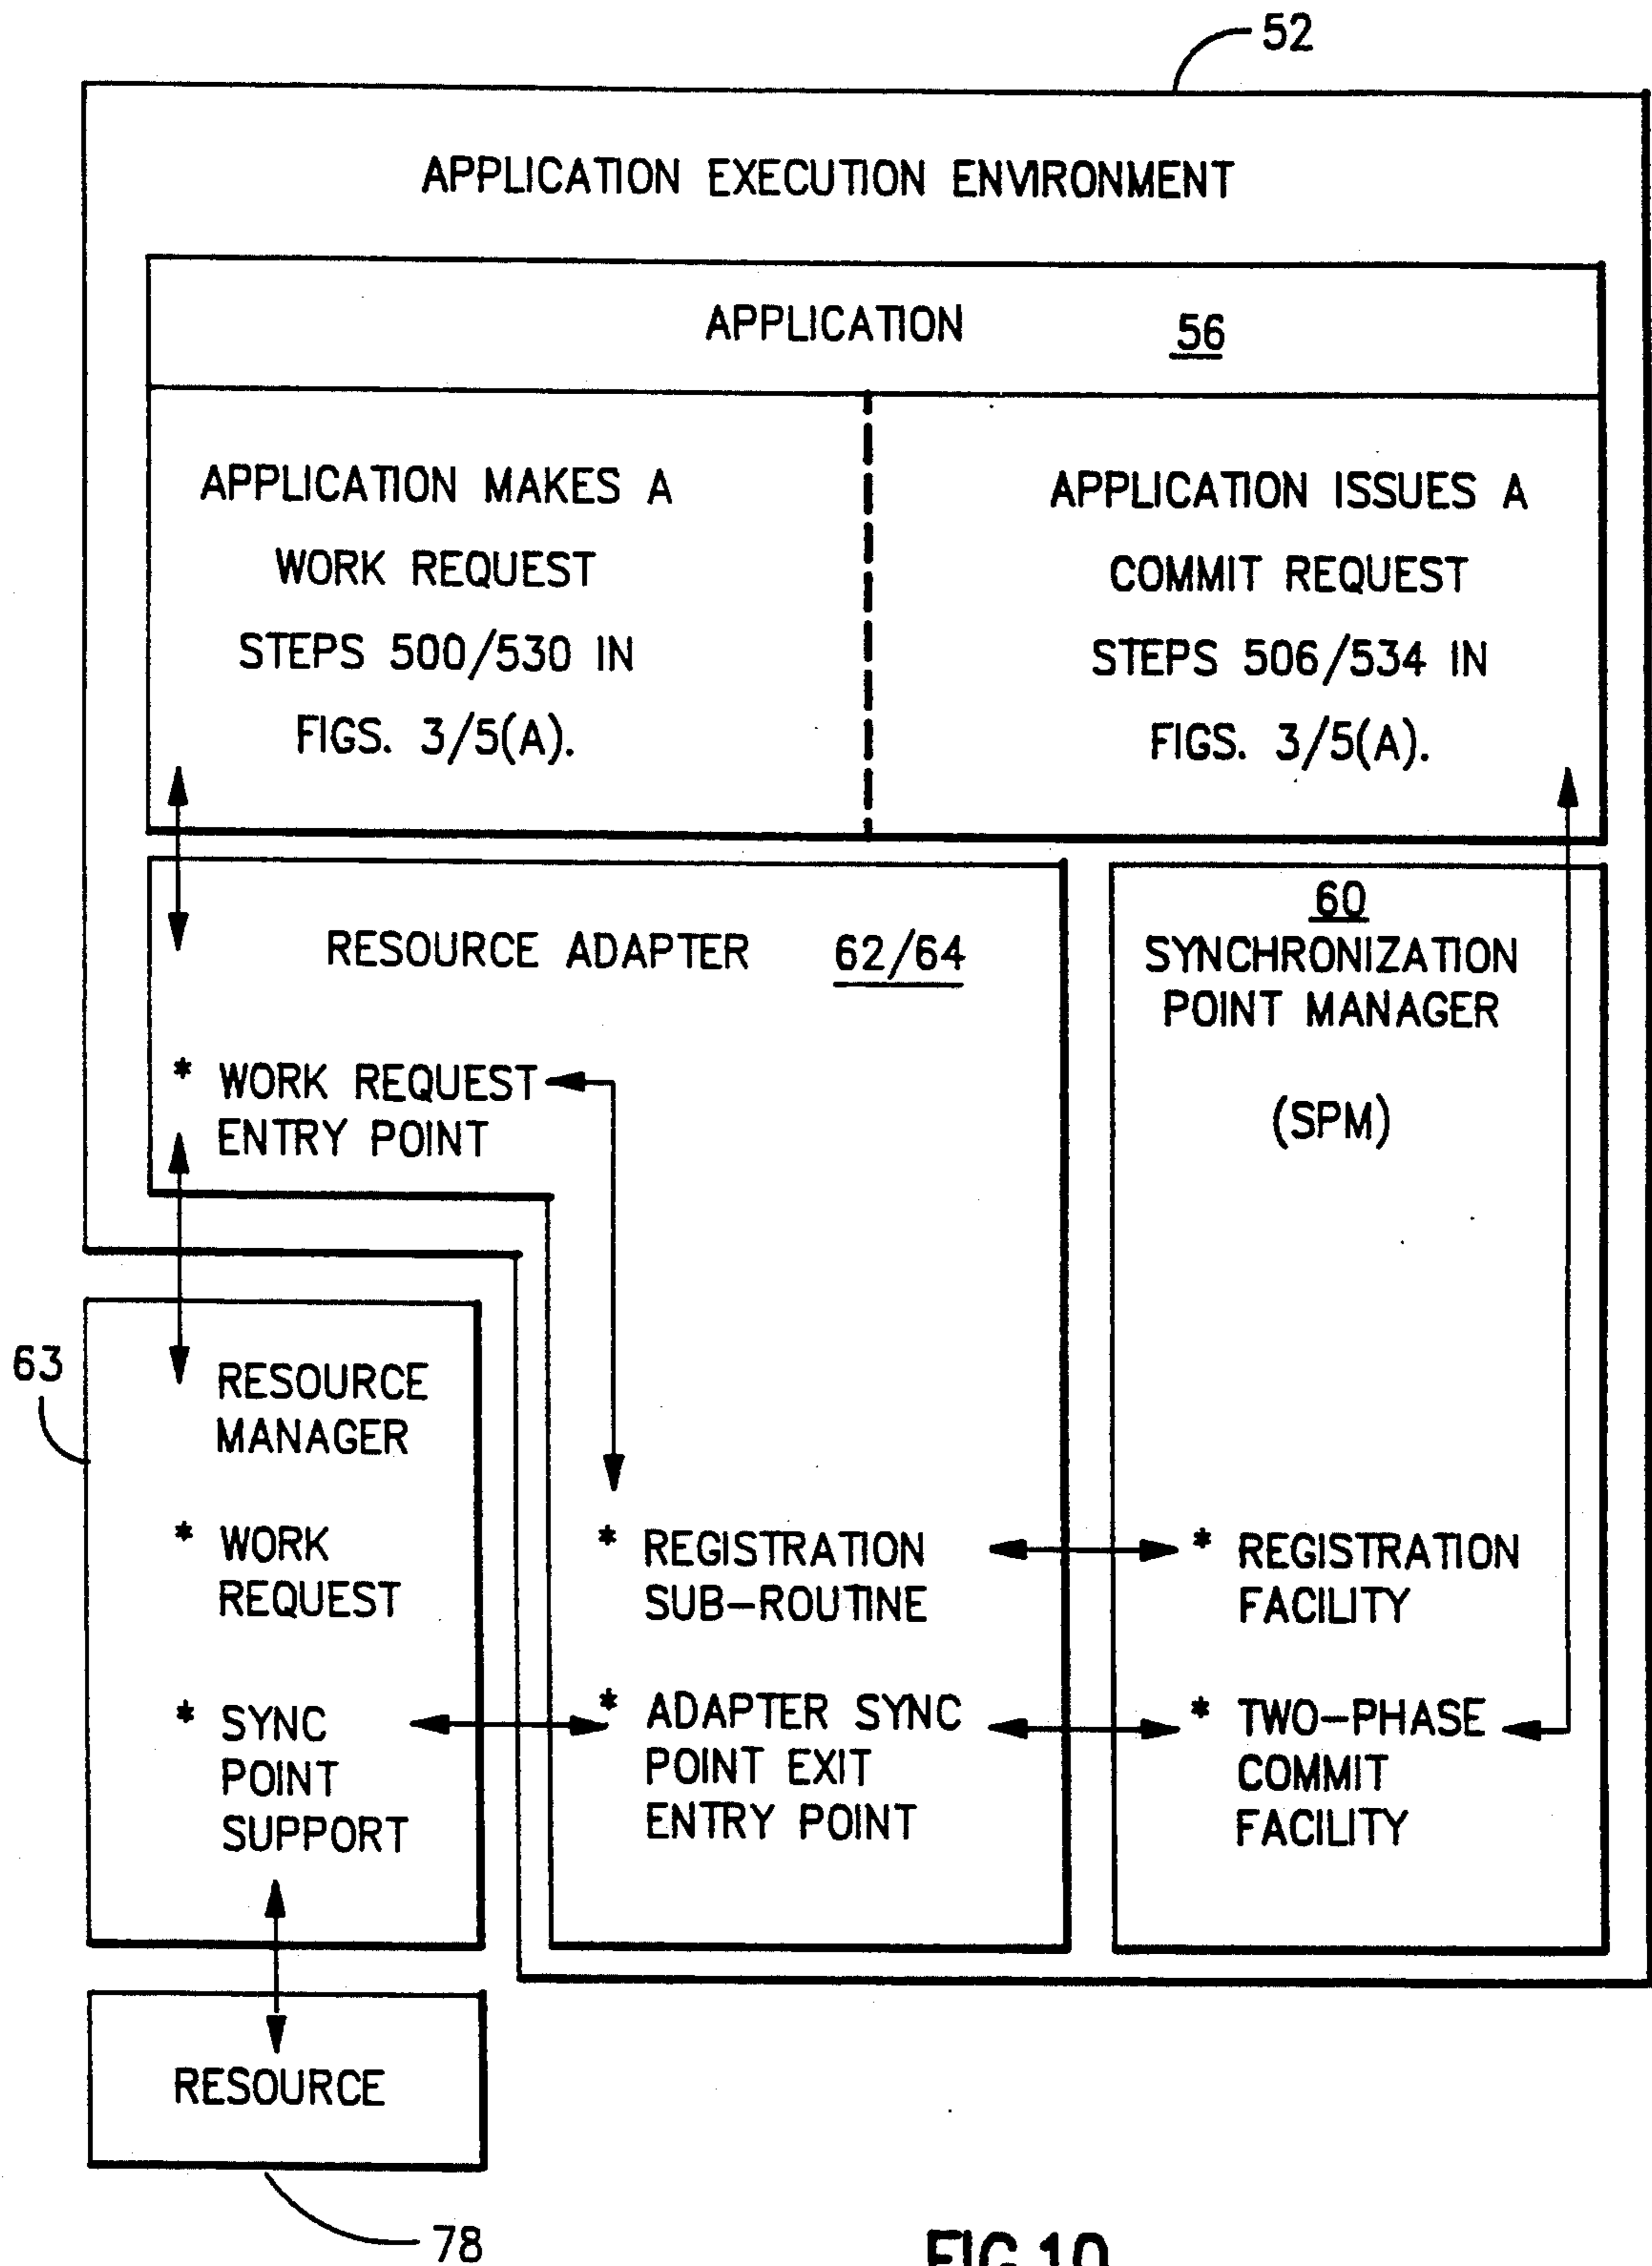 52
APPLICATION EXECUTION ENVIRONMENT
APPLICATION 56
APPLICATION MAKES A
WORK REQUEST
STEPS 500/530 IN
FIGS. 3/5(A).
APPLICATION ISSUES A
COMMIT REQUEST
STEPS 506/534 IN
FIGS. 3/5(A).
RESOURCE ADAPTER 62/64
* WORK REQUEST
ENTRY POINT
60
SYNCHRONIZATION
POINT MANAGER
(SPM)
63
RESOURCE
MANAGER
* WORK
REQUEST
* SYNC
POINT
SUPPORT
* REGISTRATION
SUB-ROUTINE
* ADAPTER SYNC
POINT EXIT
ENTRY POINT
* REGISTRATION
FACILITY
* TWO-PHASE
COMMIT
FACILITY
RESOURCE
78
FIG.10